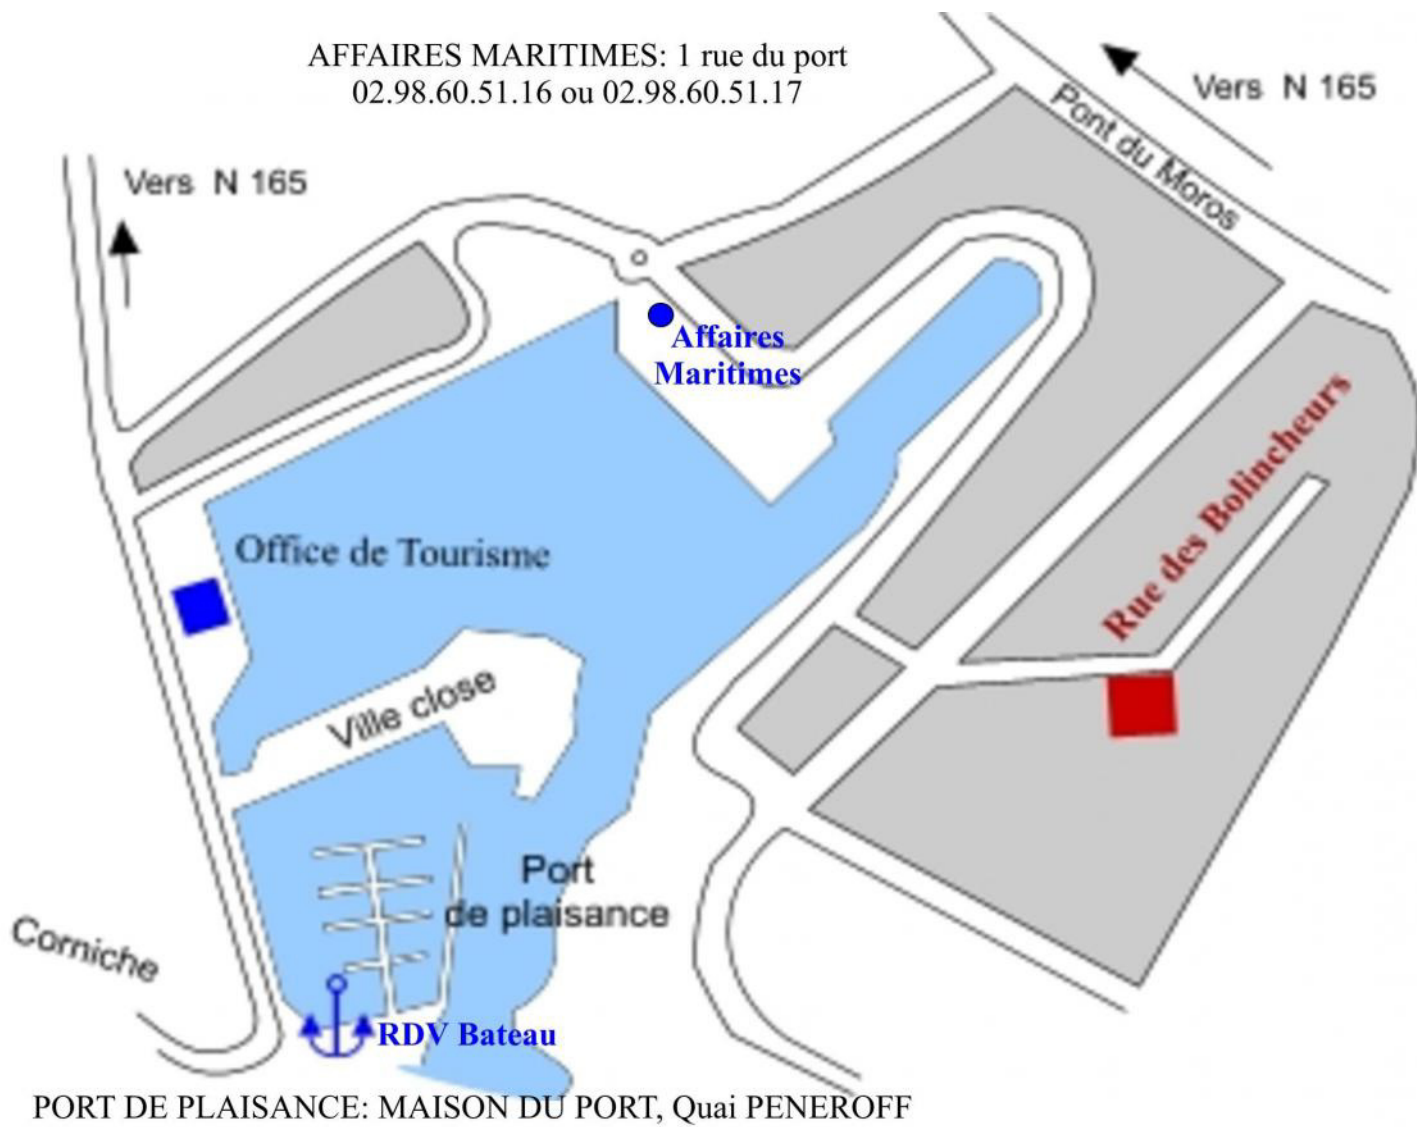 AFFAIRES MARITIMES: 1 rue du port
02.98.60.51.16 ou 02.98.60.51.17
Vers N 165
Pont du Moros
Vers N 165
Affaires
Maritimes
Rue des Bolincheurs
Office de Tourisme
Ville close
Port
de plaisance
Corniche
RDV Bateau
PORT DE PLAISANCE: MAISON DU PORT, Quai PENEROFF